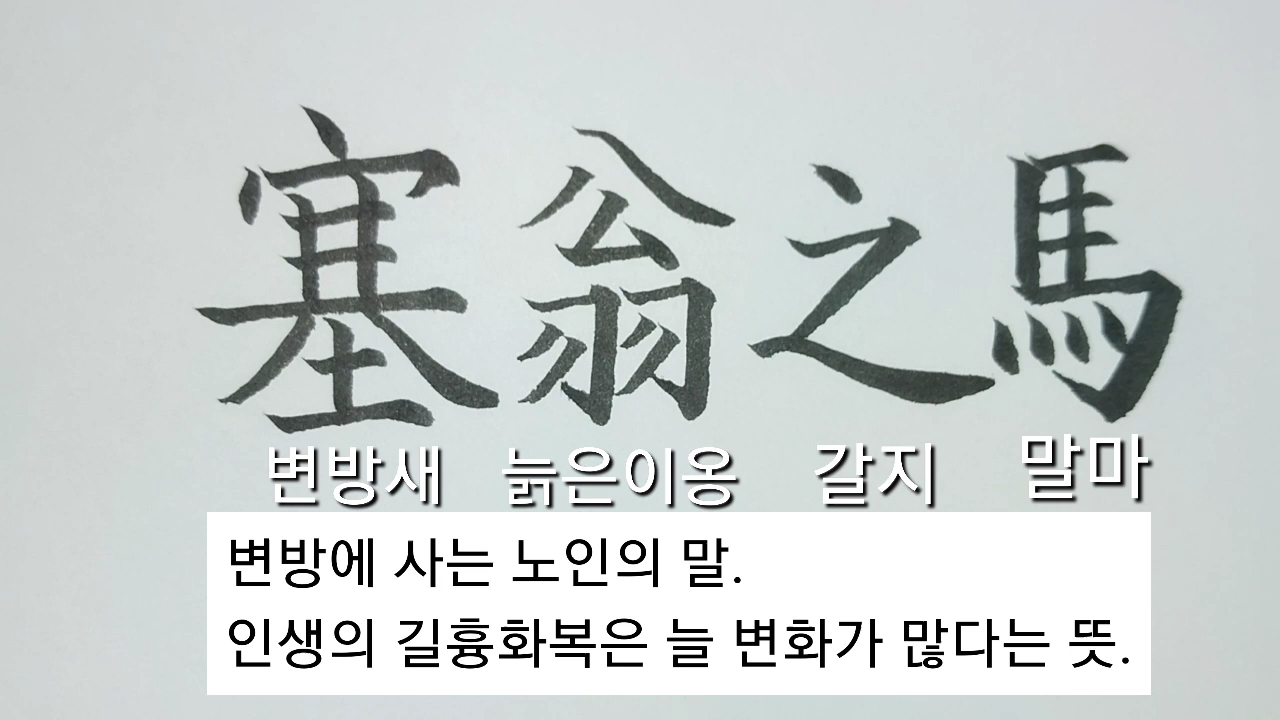 塞翁之馬
변방새 늙은이옹 갈지 말마
변방에 사는 노인의 말.
인생의 길흉화복은 늘 변화가 많다는 뜻.